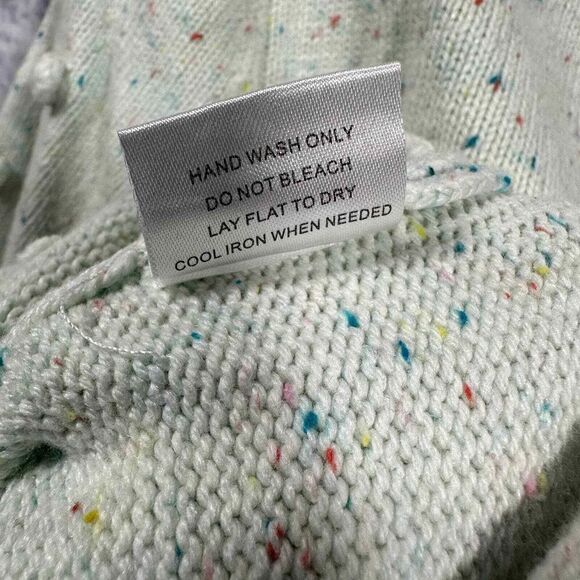 HAND WASH ONLY
DO NOT BLEACH
LAY FLAT TO DRY
COOL IRON WHEN NEEDED